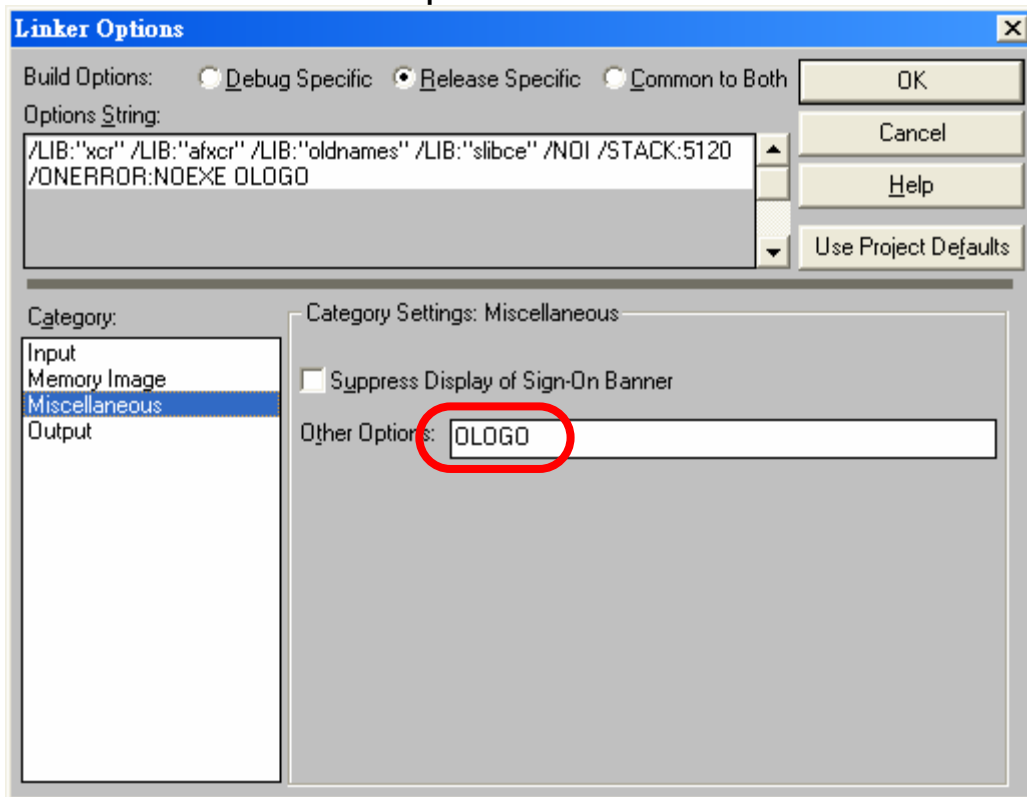 Linker Options
Build Options: Debug Specific Release Specific Common to Both
OK
Options String:
Cancel
/LIB:"xcr" /LIB:"afxcr" /LIB:"oldnames" /LIB:"slibce" /NOI /STACK:5120
/ONERROR:NOEXE OLOGO
Help
Use Project Defaults
Category:
Category Settings: Miscellaneous
Input
Memory Image
Miscellaneous
Output
Suppress Display of Sign-On Banner
Other Options: OLOGO